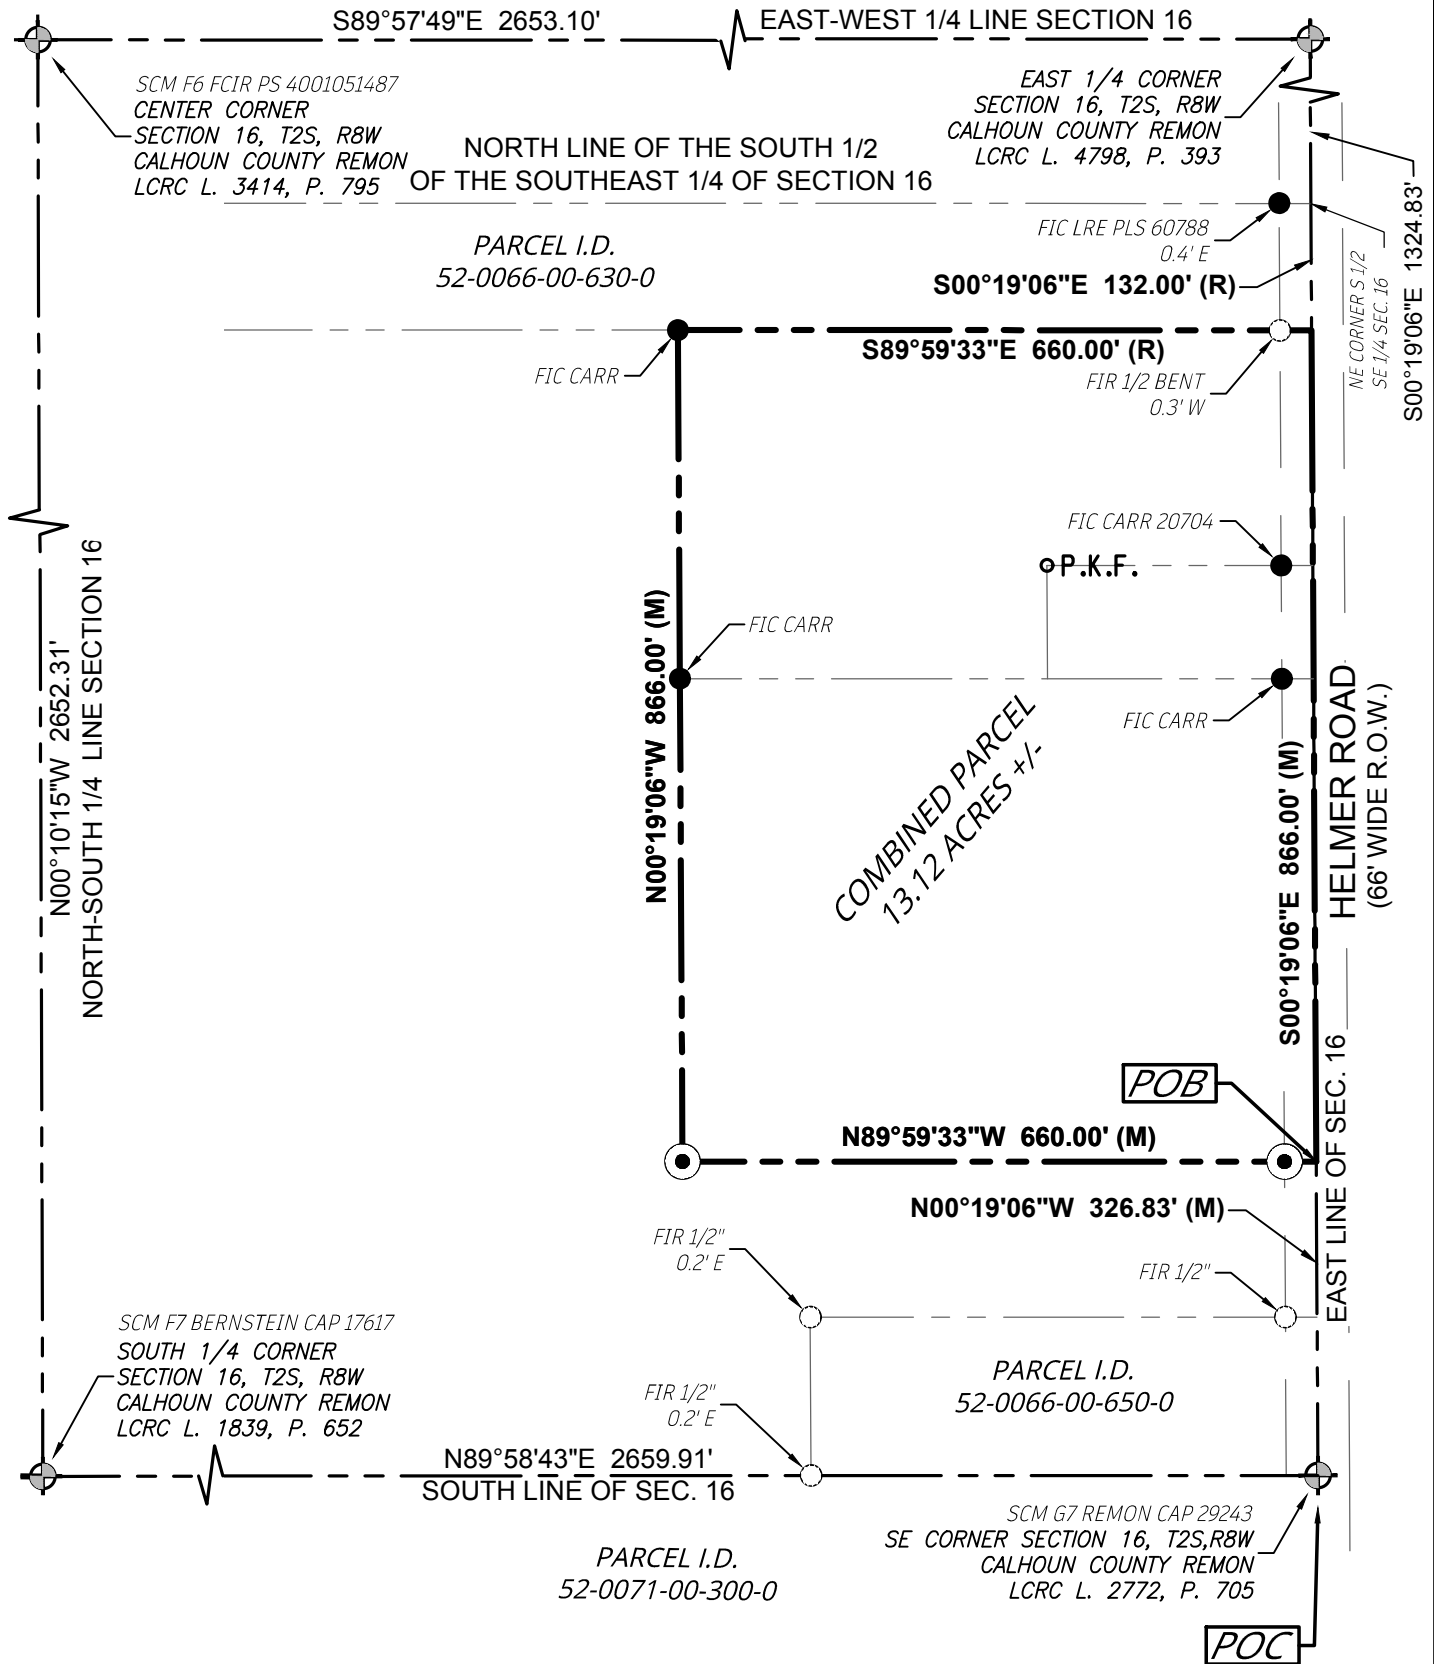 S89°57'49"E 2653.10'
EAST-WEST 1/4 LINE SECTION 16
SCM F6 FCIR PS 4001051487
CENTER CORNER
SECTION 16, T2S, R8W
CALHOUN COUNTY REMON
LCRC L. 3414, P. 795
EAST 1/4 CORNER
SECTION 16, T2S, R8W
CALHOUN COUNTY REMON
LCRC L. 4798, P. 393
NORTH LINE OF THE SOUTH 1/2
OF THE SOUTHEAST 1/4 OF SECTION 16
S00°19'06"E 1324.83'
PARCEL I.D.
52-0066-00-630-0
FIC LRE PLS 60788
0.4' E
NE CORNER S 1/2
SE 1/4 SEC. 16
S00°19'06"E 132.00' (R)
S89°59'33"E 660.00' (R)
FIC CARR
FIR 1/2 BENT
0.3' W
FIC CARR 20704
P.K.F.
FIC CARR
N00°19'06"W 866.00' (M)
FIC CARR
N00°10'15"W 2652.31'
NORTH-SOUTH 1/4 LINE SECTION 16
COMBINED PARCEL
13.12 ACRES +/-
S00°19'06"E 866.00' (M)
HELMER ROAD
(66' WIDE R.O.W.)
POB
N89°59'33"W 660.00' (M)
N00°19'06"W 326.83' (M)
EAST LINE OF SEC. 16
FIR 1/2"
0.2' E
FIR 1/2"
SCM F7 BERNSTEIN CAP 17617
SOUTH 1/4 CORNER
SECTION 16, T2S, R8W
CALHOUN COUNTY REMON
LCRC L. 1839, P. 652
FIR 1/2"
0.2' E
PARCEL I.D.
52-0066-00-650-0
N89°58'43"E 2659.91'
SOUTH LINE OF SEC. 16
SCM G7 REMON CAP 29243
SE CORNER SECTION 16, T2S,R8W
CALHOUN COUNTY REMON
LCRC L. 2772, P. 705
PARCEL I.D.
52-0071-00-300-0
POC